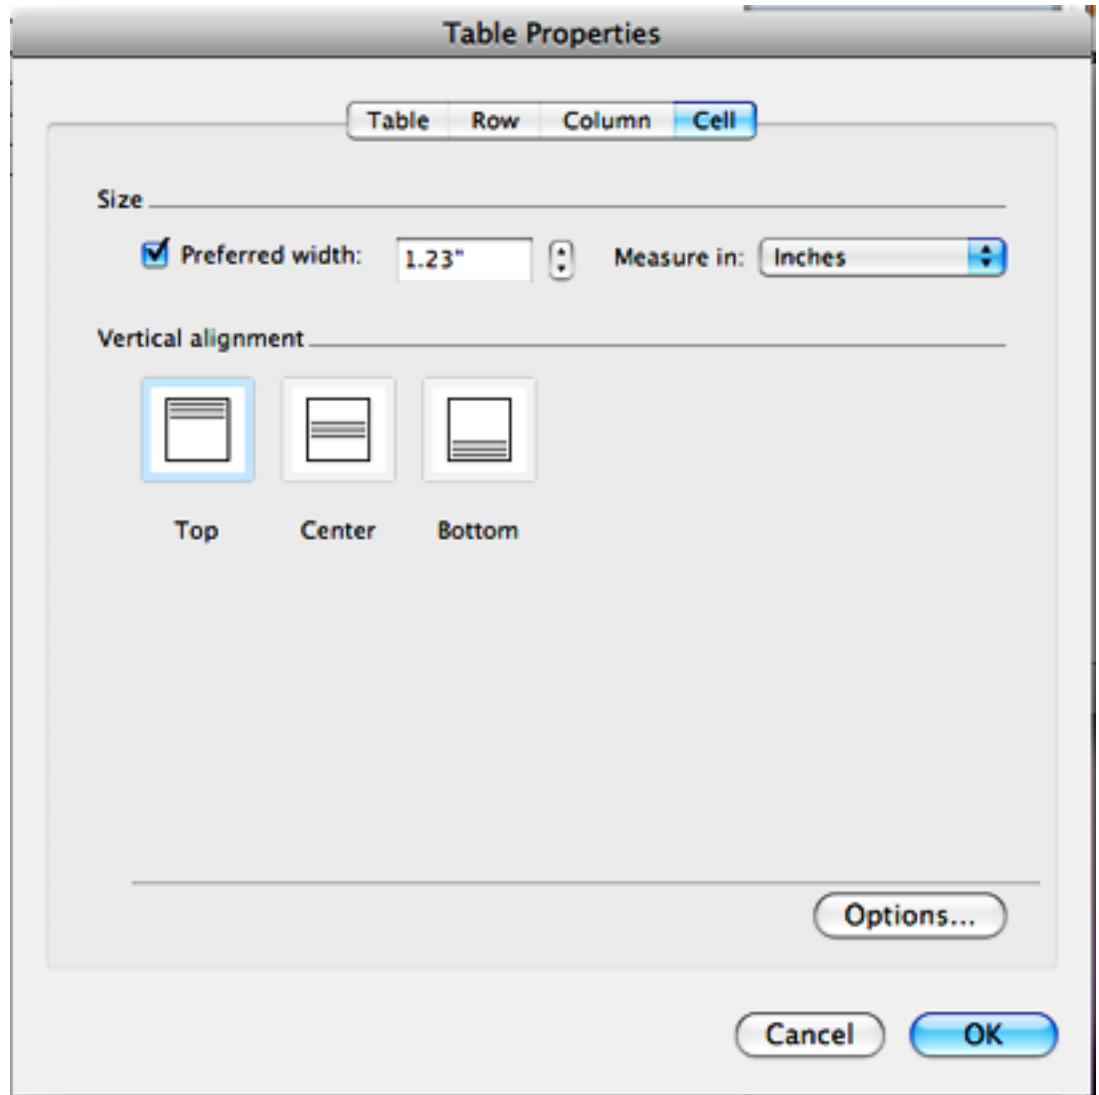 Table Properties
Table Row Column Cell
Size
Preferred width: 1.23" Measure in: Inches
Vertical alignment
Top Center Bottom
Options...
Cancel OK